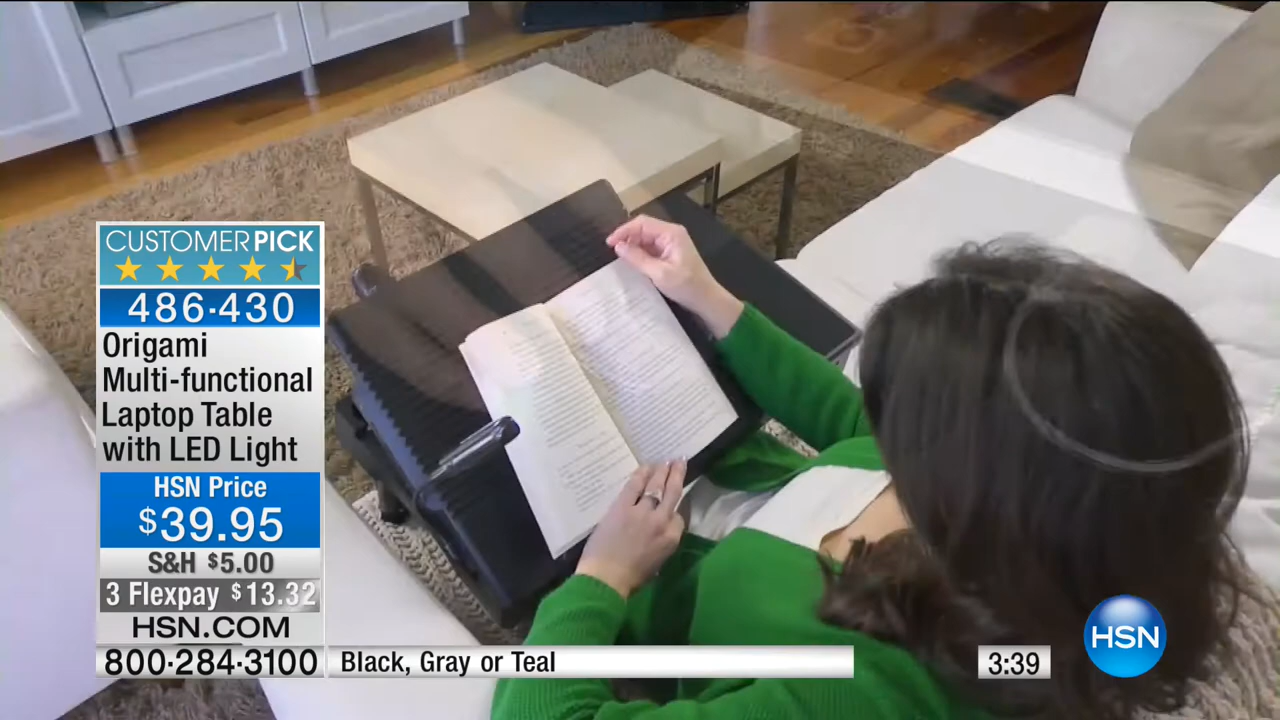 CUSTOMERPICK
486·430
Origami
Multi-functional
Laptop Table
with LED Light
HSN Price
$39.95
S&H $5.00
3 Flexpay $13.32
HSN.COM
800·284·3100
Black, Gray or Teal
3:39
HSN